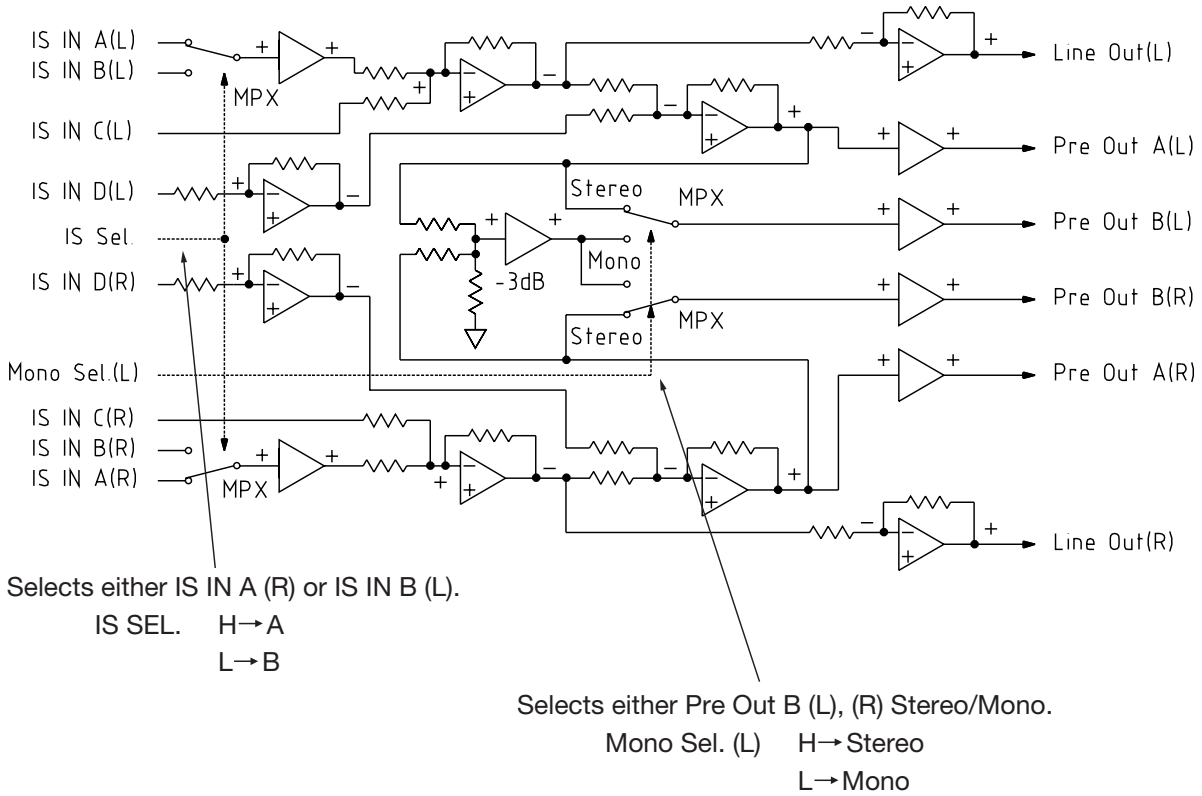 IS IN A(L)
IS IN B(L)
MPX
IS IN C(L)
IS IN D(L)
IS Sel.
IS IN D(R)
Mono Sel.(L)
IS IN C(R)
IS IN B(R)
IS IN A(R)
MPX
Stereo
MPX
Mono
-3dB
Stereo
MPX
Line Out(L)
Pre Out A(L)
Pre Out B(L)
Pre Out B(R)
Pre Out A(R)
Line Out(R)
Selects either IS IN A (R) or IS IN B (L).
IS SEL. H→A
L→B
Selects either Pre Out B (L), (R) Stereo/Mono.
Mono Sel. (L) H→Stereo
L→Mono